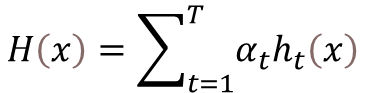 H(x) = ∑_{t=1}^{T} α_t h_t(x)